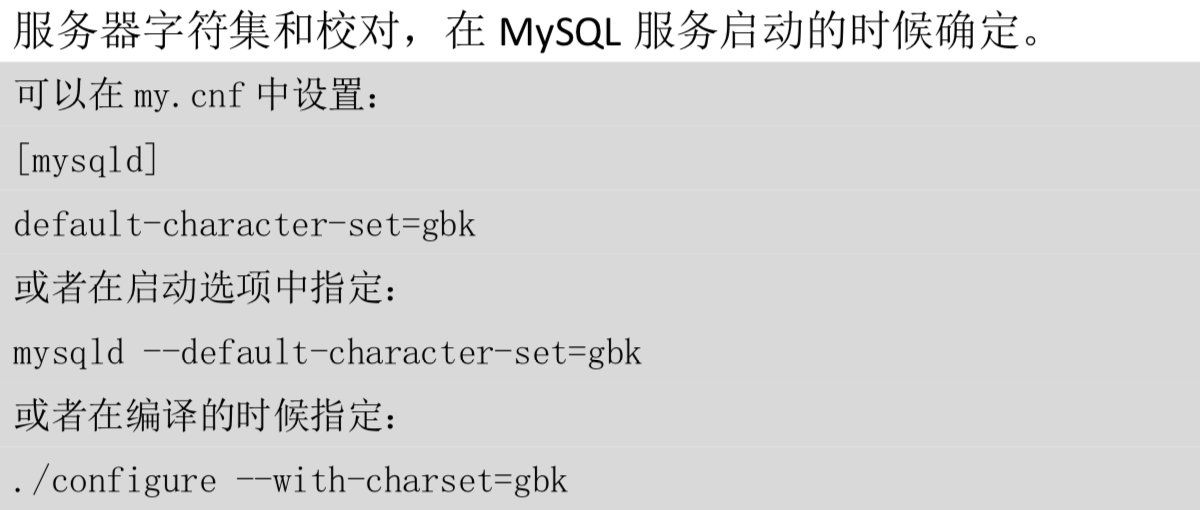 服务器字符集和校对，在 MySQL 服务启动的时候确定。
可以在 my.cnf 中设置：
[mysqld]
default-character-set=gbk
或者在启动选项中指定：
mysqld --default-character-set=gbk
或者在编译的时候指定：
./configure --with-charset=gbk